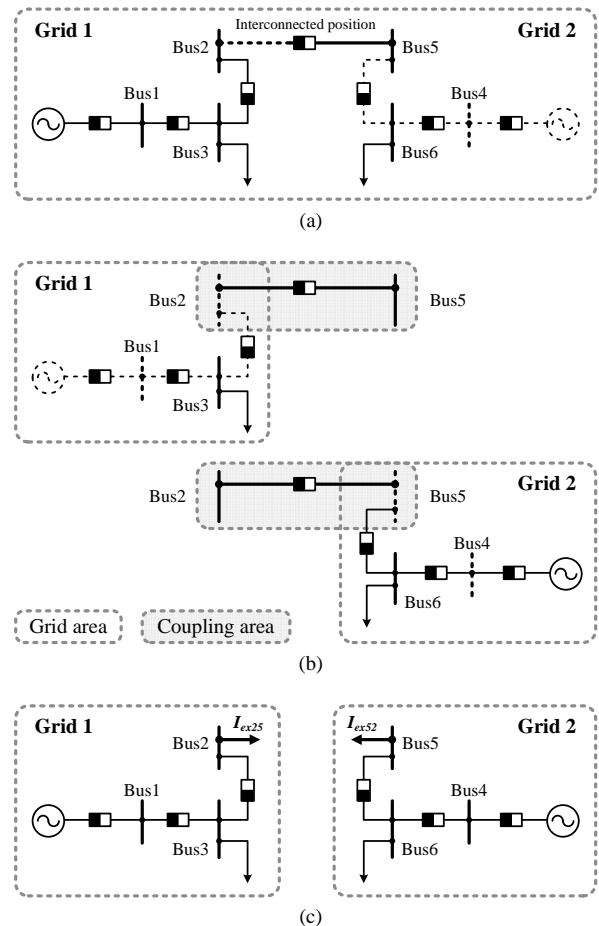 Grid 1
Interconnected position
Grid 2
Bus2
Bus5
Bus1
Bus4
Bus3
Bus6
(a)
Grid 1
Bus2
Bus5
Bus1
Bus3
Grid 2
Bus2
Bus5
Bus4
Bus6
Grid area
Coupling area
(b)
Grid 1
I_ex25
I_ex52
Grid 2
Bus2
Bus5
Bus1
Bus4
Bus3
Bus6
(c)